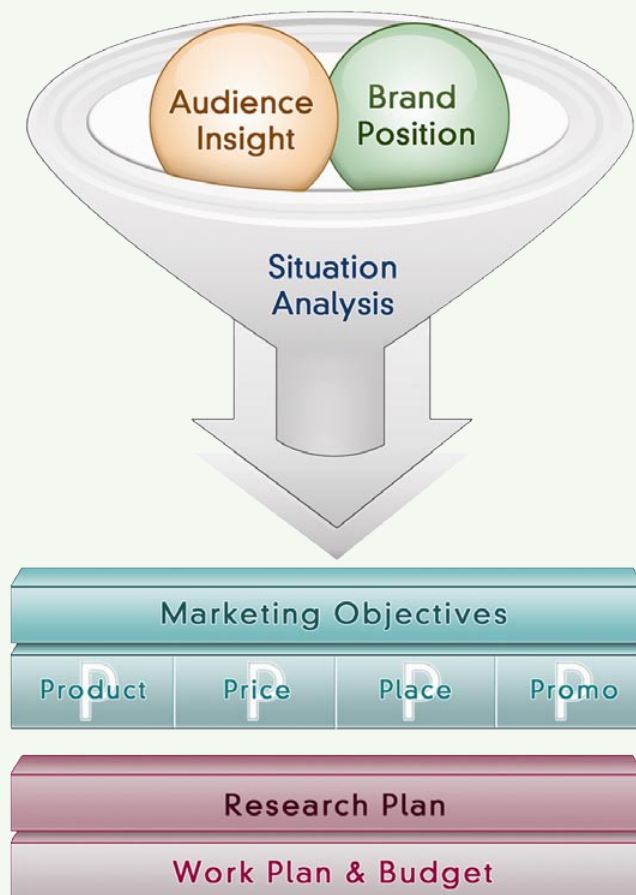 Audience
Insight
Brand
Position
Situation
Analysis
Marketing Objectives
Product
Price
Place
Promo
P
P
P
P
Research Plan
Work Plan & Budget